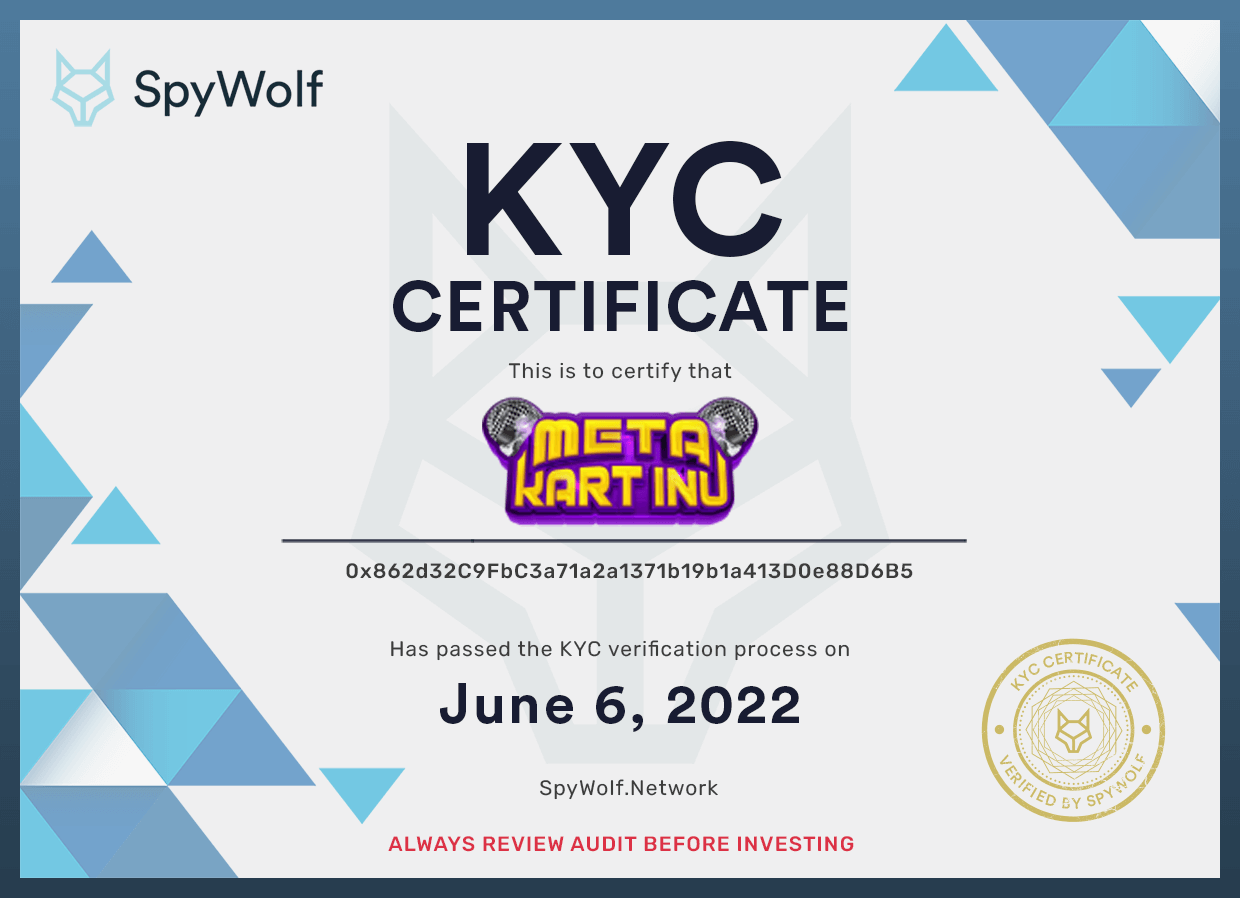 SpyWolf
KYC
CERTIFICATE
This is to certify that
META
KART INU
0x862d32C9FbC3a71a2a1371b19b1a413D0e88D6B5
Has passed the KYC verification process on
June 6, 2022
KYC CERTIFICATE
VERIFIED BY SPYWOLF
SpyWolf.Network
ALWAYS REVIEW AUDIT BEFORE INVESTING